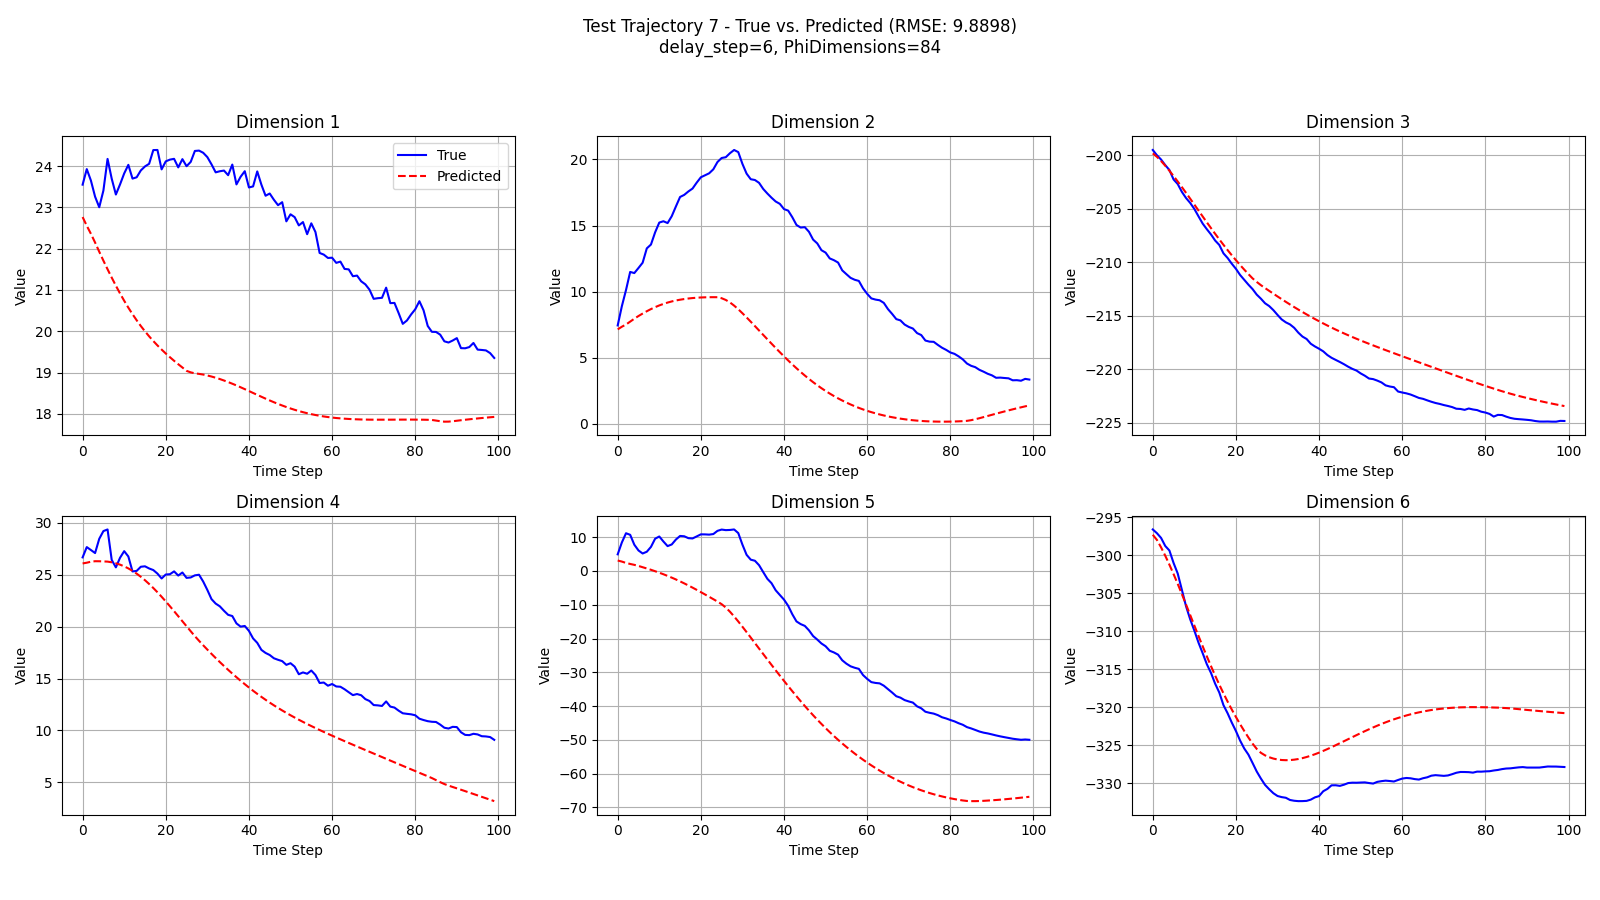 Test Trajectory 7 - True vs. Predicted (RMSE: 9.8898)
delay_step=6, PhiDimensions=84
Dimension 1
24
23
22
21
20
19
18
Value
0 20 40 60 80 100
Time Step
True
Predicted
Dimension 2
20
15
10
5
0
Value
0 20 40 60 80 100
Time Step
Dimension 3
−200
−205
−210
−215
−220
−225
Value
0 20 40 60 80 100
Time Step
Dimension 4
30
25
20
15
10
5
Value
0 20 40 60 80 100
Time Step
Dimension 5
10
0
−10
−20
−30
−40
−50
−60
−70
Value
0 20 40 60 80 100
Time Step
Dimension 6
−295
−300
−305
−310
−315
−320
−325
−330
Value
0 20 40 60 80 100
Time Step